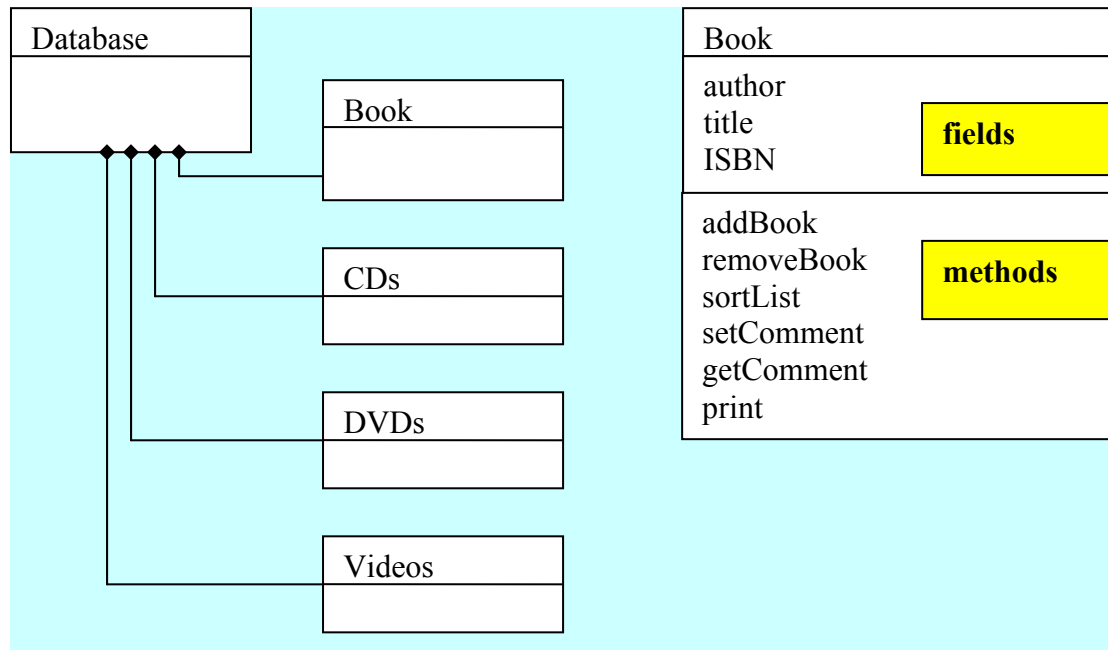 Database
Book
CDs
DVDs
Videos
Book
author
title
ISBN
fields
addBook
removeBook
sortList
setComment
getComment
print
methods